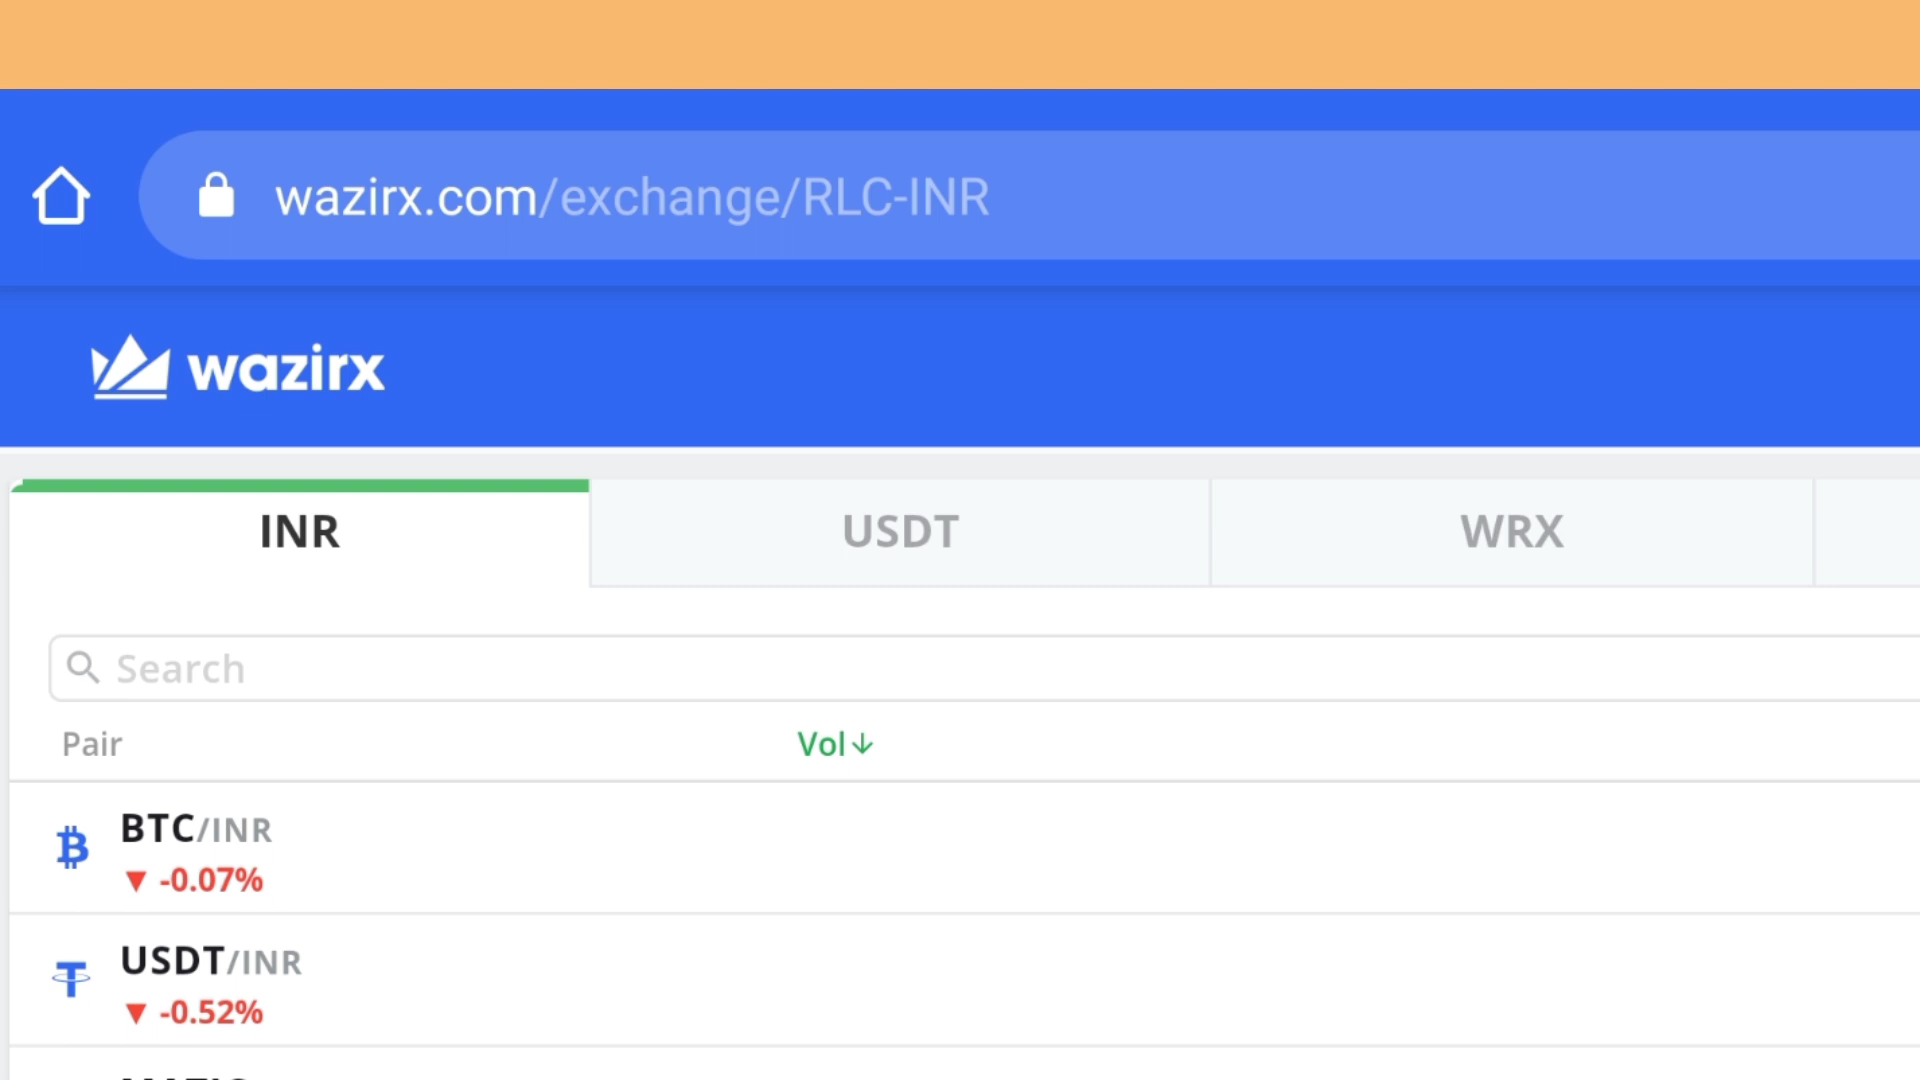 wazirx.com/exchange/RLC-INR
wazirx
INR
USDT
WRX
Search
Pair
Vol↓
BTC/INR
▼ -0.07%
USDT/INR
▼ -0.52%